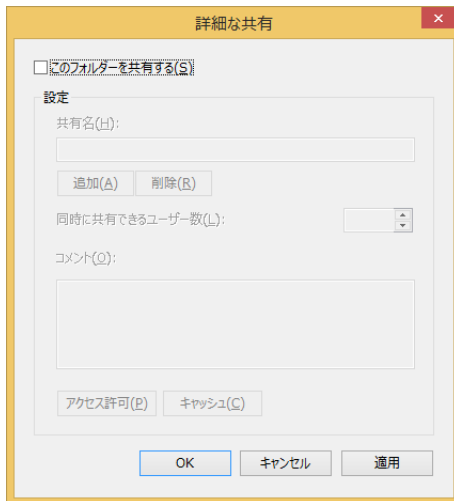 詳細な共有
このフォルダーを共有する(S)
設定
共有名(H):
追加(A) 削除(R)
同時に共有できるユーザー数(L):
コメント(O):
アクセス許可(P) キャッシュ(C)
OK キャンセル 適用